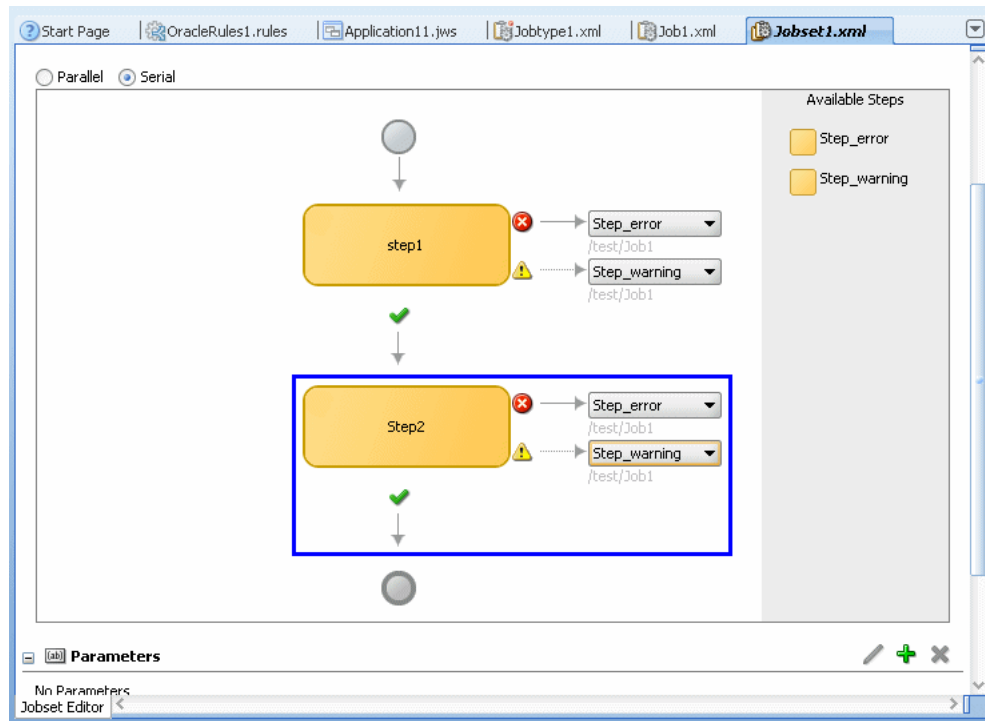 Start Page OracleRules1.rules Application11.jws Jobtype1.xml Job1.xml Jobset1.xml
Parallel Serial
Available Steps
Step_error
Step_warning
step1
Step_error
/test/Job1
Step_warning
/test/Job1
Step2
Step_error
/test/Job1
Step_warning
/test/Job1
Parameters
No Parameters
Jobset Editor